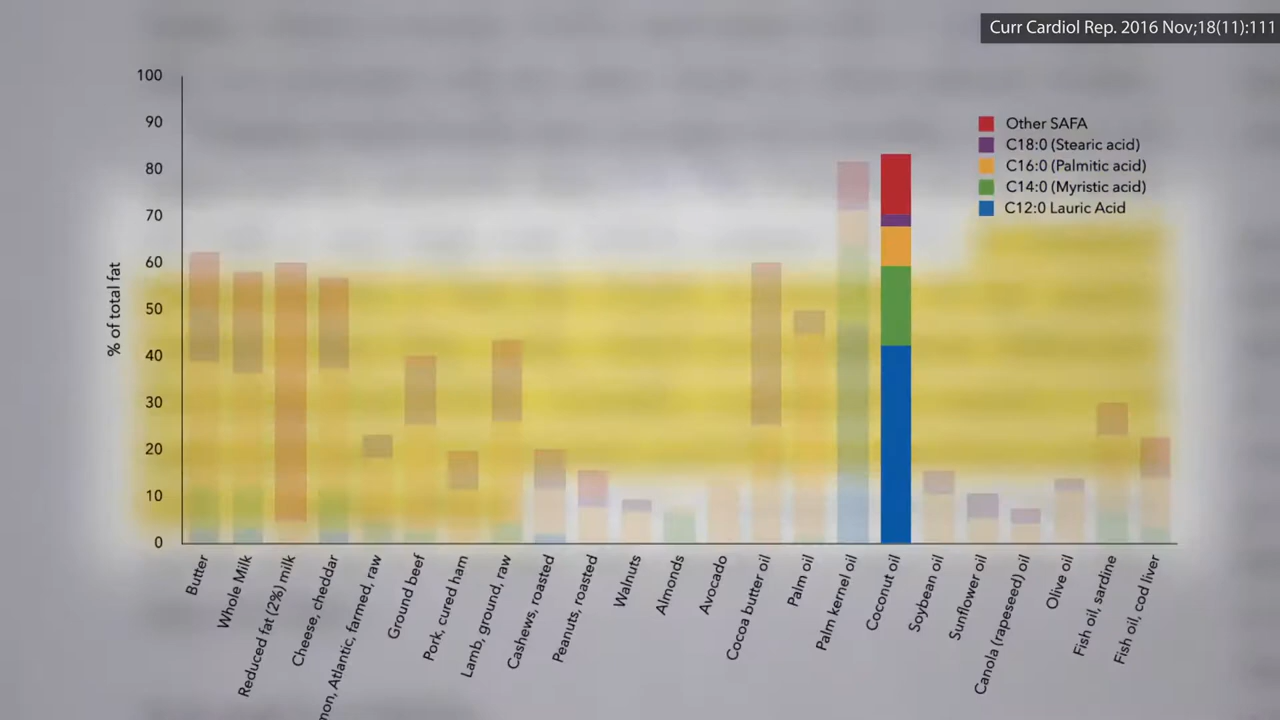 Curr Cardiol Rep. 2016 Nov;18(11):111
100
90
80
70
60
50
40
30
20
10
0
% of total fat
Other SAFA
C18:0 (Stearic acid)
C16:0 (Palmitic acid)
C14:0 (Myristic acid)
C12:0 Lauric Acid
Butter
Whole Milk
Reduced fat (2%) milk
Cheese, cheddar
Atlantic, farmed, raw
Ground beef
Pork, cured ham
Lamb, ground, raw
Cashews, roasted
Peanuts, roasted
Walnuts
Almonds
Avocado
Cocoa butter oil
Palm oil
Palm kernel oil
Coconut oil
Soybean oil
Sunflower oil
Canola (rapeseed) oil
Olive oil
Fish oil, sardine
Fish oil, cod liver